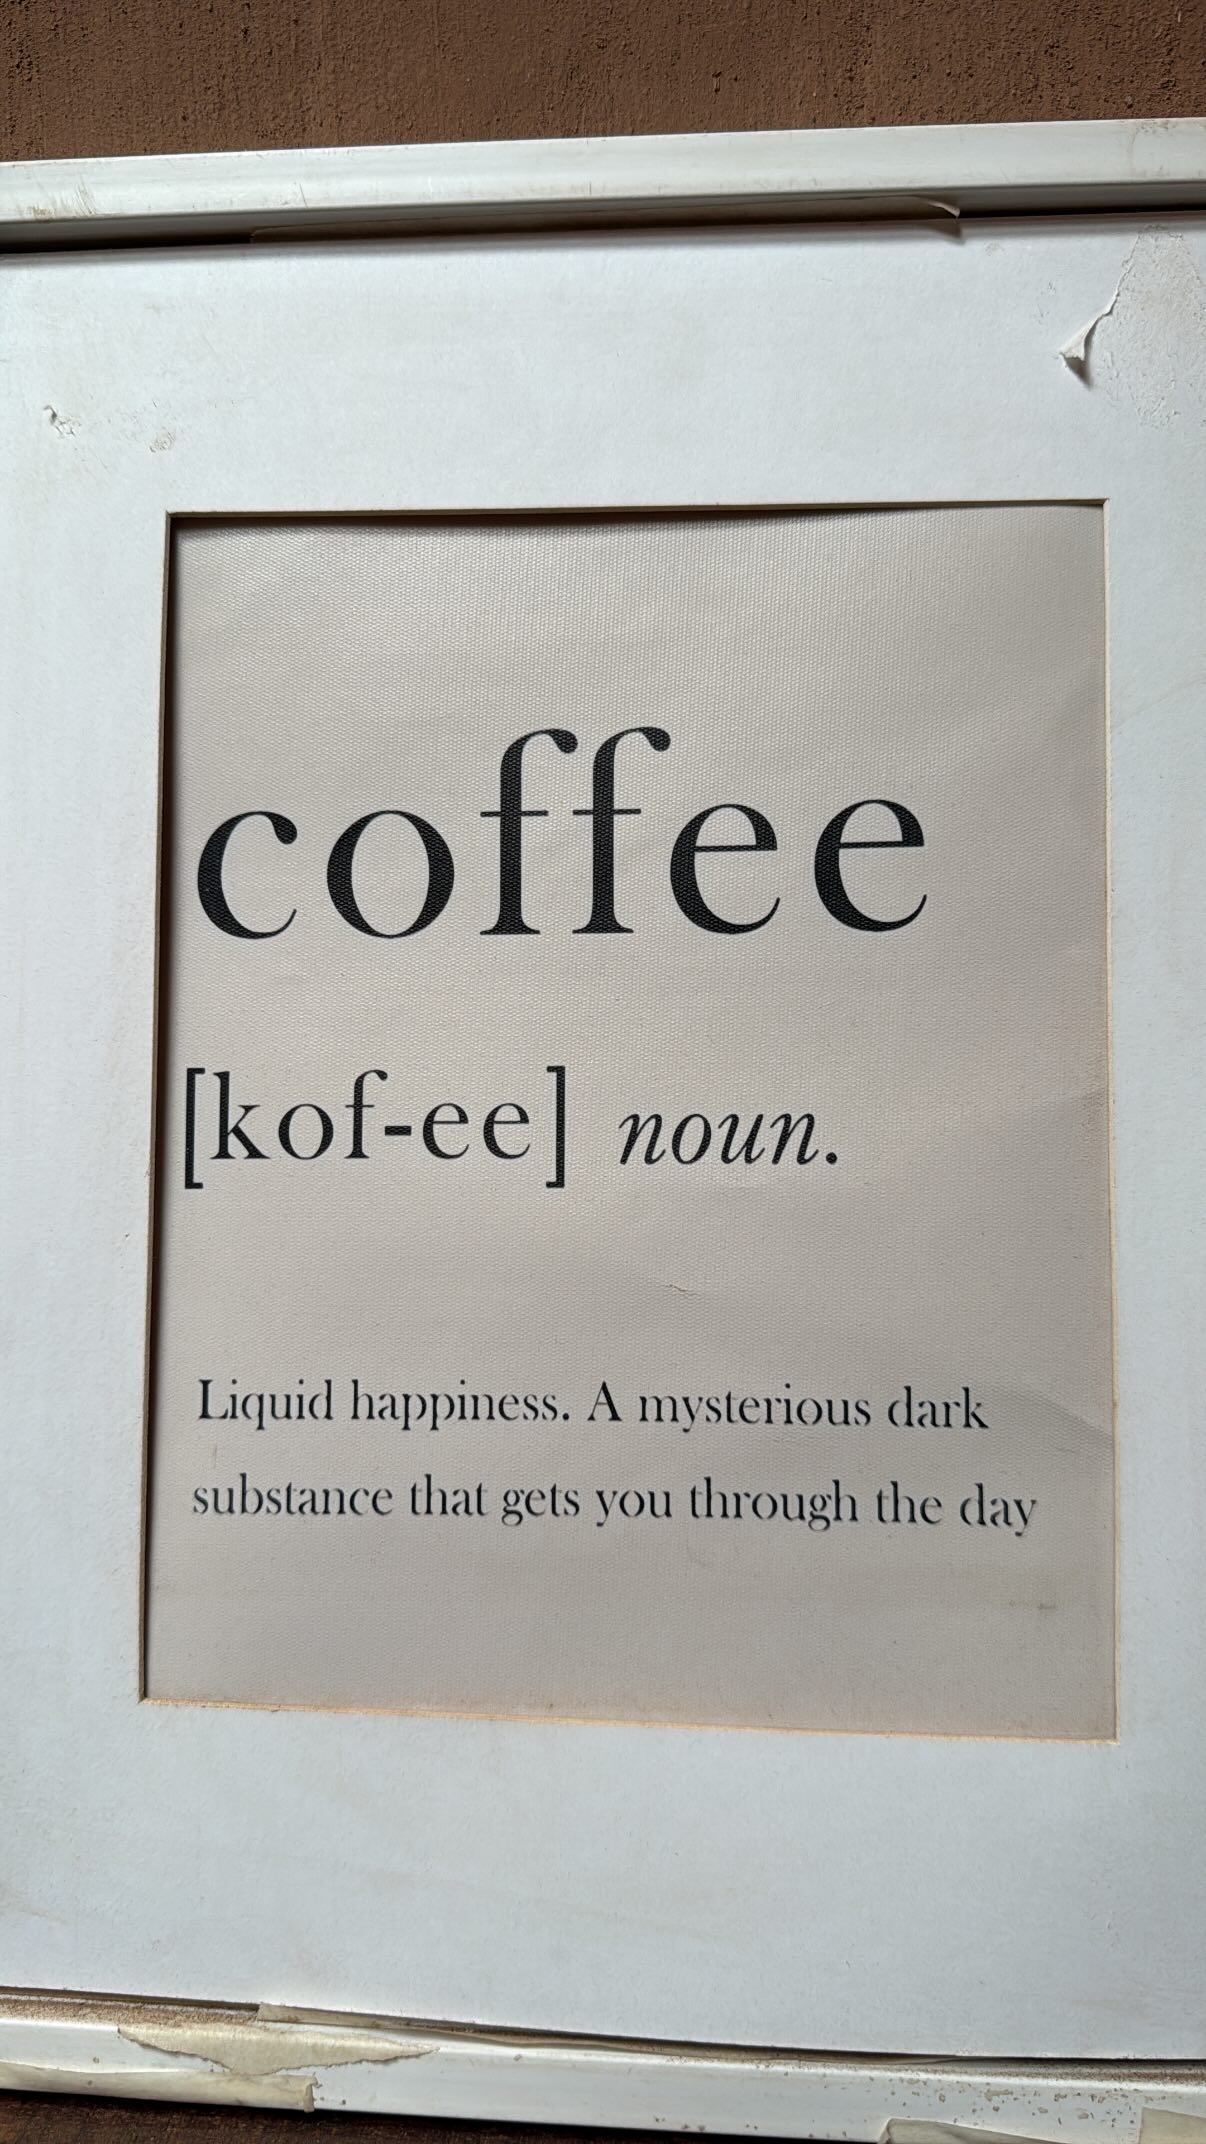 coffee
[kof-ee] noun.
Liquid happiness. A mysterious dark
substance that gets you through the day